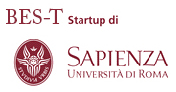 BES-T Startup di
SAPIENZA
UNIVERSITÀ DI ROMA